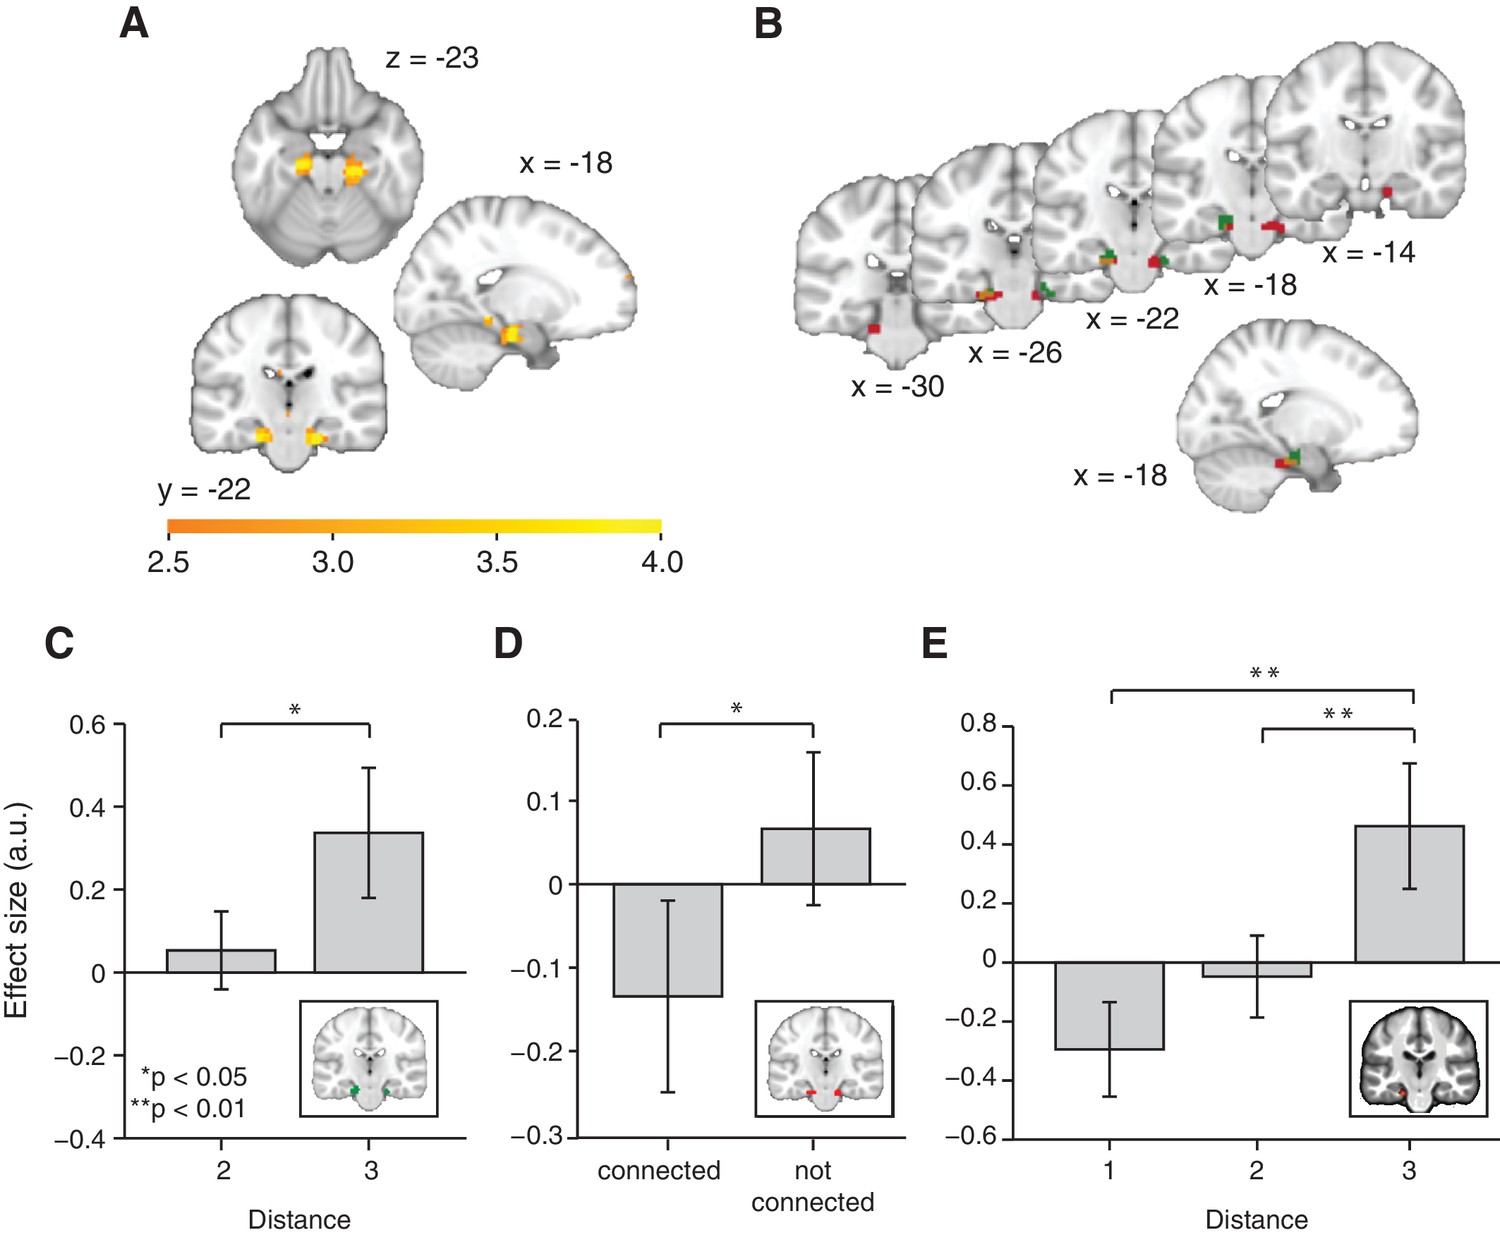 A
z = -23
x = -18
y = -22
2.5 3.0 3.5 4.0
B
x = -14
x = -18
x = -22
x = -26
x = -30
x = -18
C
Effect size (a.u.)
*
0.6
0.4
0.2
0
−0.2
−0.4
*p < 0.05
**p < 0.01
2 3
Distance
D
*
0.2
0.1
0
−0.1
−0.2
−0.3
connected not
connected
E
**
**
0.8
0.6
0.4
0.2
0
−0.2
−0.4
−0.6
1 2 3
Distance